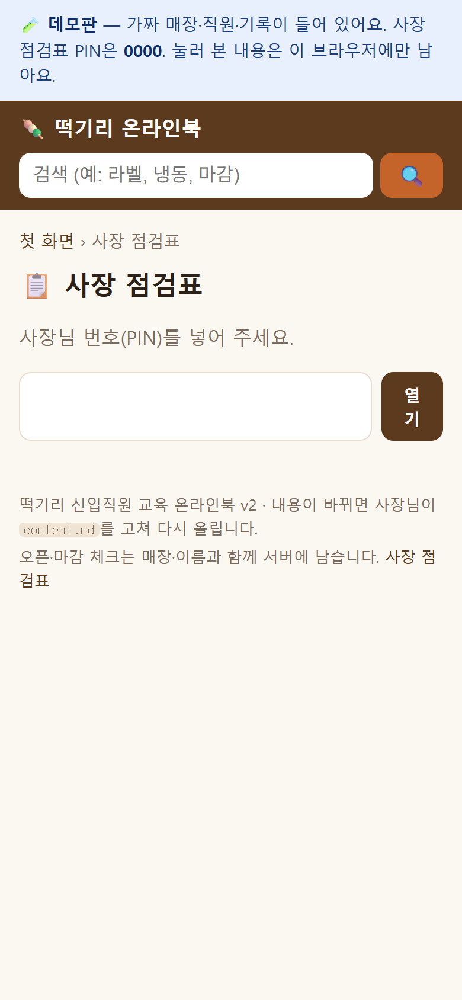 데모판 — 가짜 매장·직원·기록이 들어 있어요. 사장
점검표 PIN은 0000. 눌러 본 내용은 이 브라우저에만 남
아요.
떡기리 온라인북
검색 (예: 라벨, 냉동, 마감)
첫 화면 › 사장 점검표
사장 점검표
사장님 번호(PIN)를 넣어 주세요.
열
기
떡기리 신입직원 교육 온라인북 v2 · 내용이 바뀌면 사장님이
content.md를 고쳐 다시 올립니다.
오픈·마감 체크는 매장·이름과 함께 서버에 남습니다. 사장 점
검표